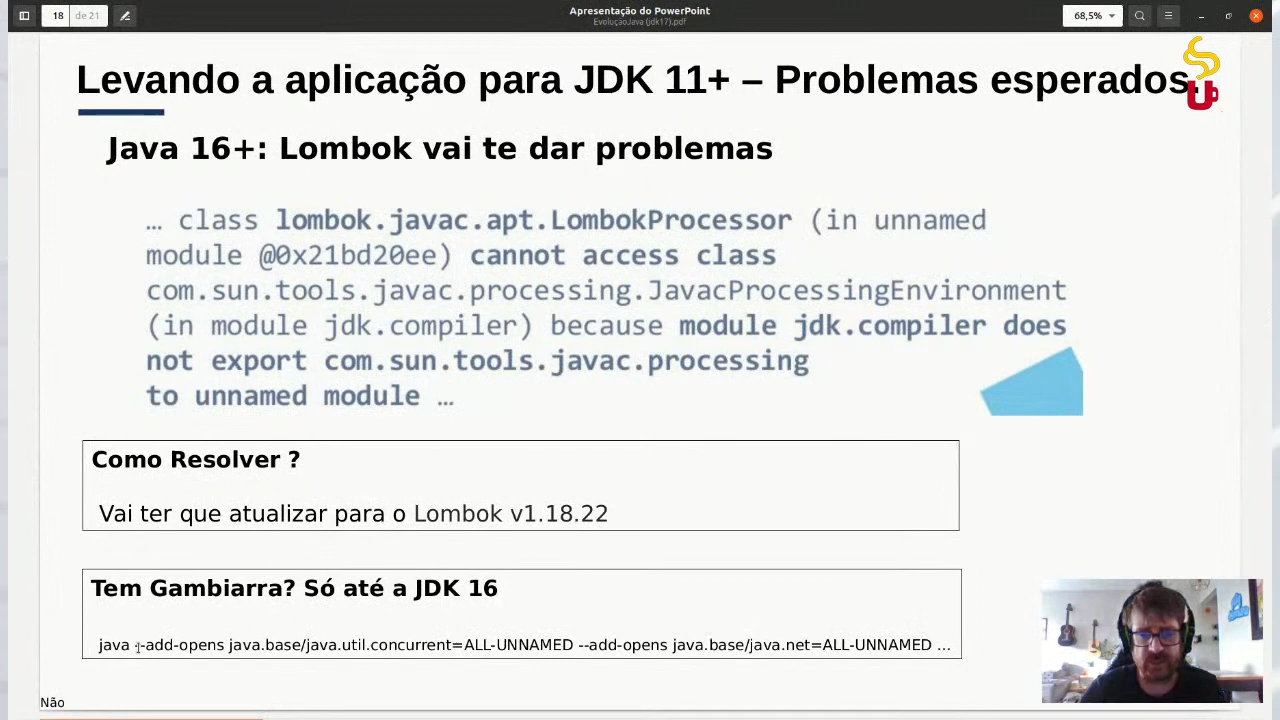 18
de 21
Apresentação do PowerPoint
EvoluçãoJava (jdk17).pdf
68,5%
Levando a aplicação para JDK 11+ – Problemas esperados.
Java 16+: Lombok vai te dar problemas
… class lombok.javac.apt.LombokProcessor (in unnamed
module @0x21bd20ee) cannot access class
com.sun.tools.javac.processing.JavacProcessingEnvironment
(in module jdk.compiler) because module jdk.compiler does
not export com.sun.tools.javac.processing
to unnamed module …
Como Resolver ?
Vai ter que atualizar para o Lombok v1.18.22
Tem Gambiarra? Só até a JDK 16
java --add-opens java.base/java.util.concurrent=ALL-UNNAMED --add-opens java.base/java.net=ALL-UNNAMED ...
Não